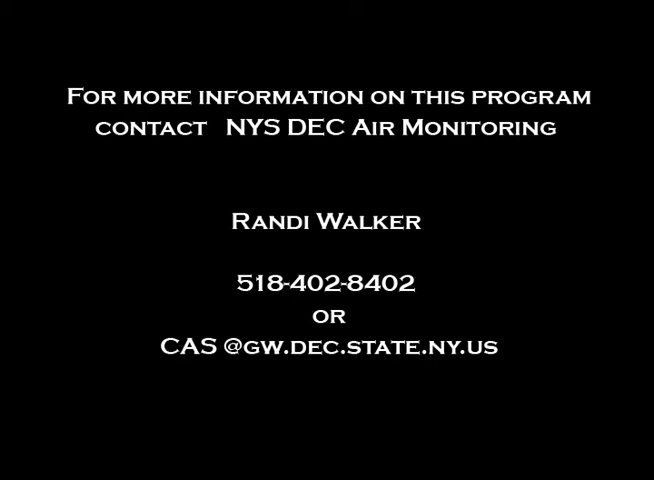 For more information on this program
contact NYS DEC Air Monitoring
Randi Walker
518-402-8402
or
CAS @gw.dec.state.ny.us